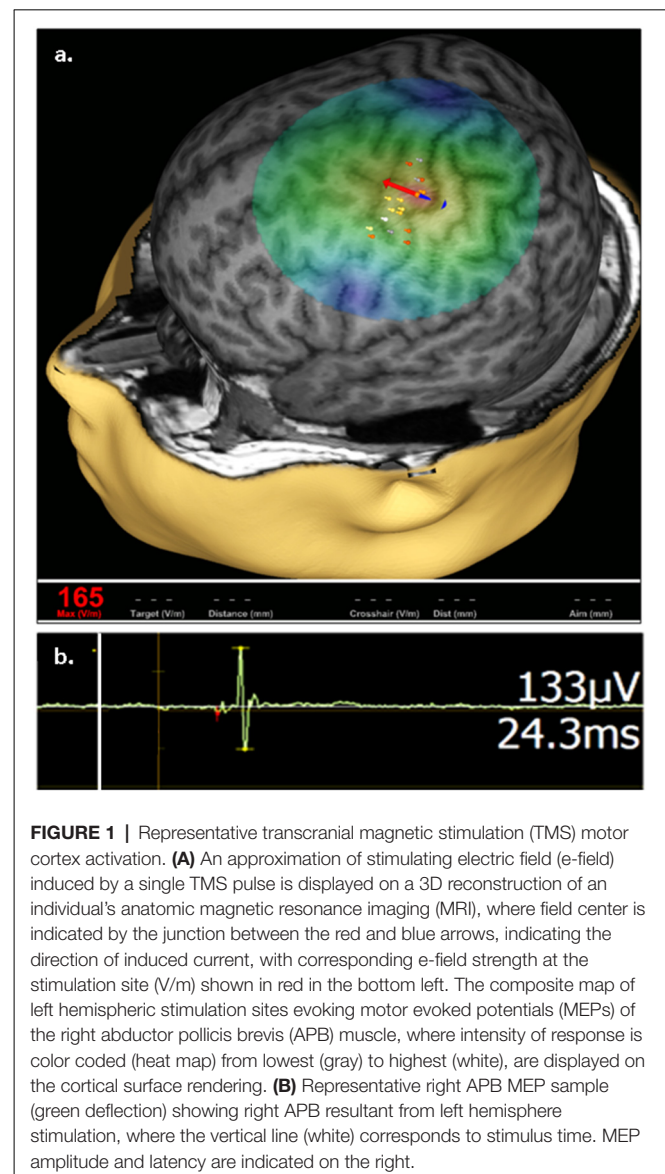 a.
165
Max (V/m)
Target (V/m)
Distance (mm)
Crosshair (V/m)
Dist (mm)
Aim (mm)
b.
133µV
24.3ms
FIGURE 1 | Representative transcranial magnetic stimulation (TMS) motor
cortex activation. (A) An approximation of stimulating electric field (e-field)
induced by a single TMS pulse is displayed on a 3D reconstruction of an
individual's anatomic magnetic resonance imaging (MRI), where field center is
indicated by the junction between the red and blue arrows, indicating the
direction of induced current, with corresponding e-field strength at the
stimulation site (V/m) shown in red in the bottom left. The composite map of
left hemispheric stimulation sites evoking motor evoked potentials (MEPs) of
the right abductor pollicis brevis (APB) muscle, where intensity of response is
color coded (heat map) from lowest (gray) to highest (white), are displayed on
the cortical surface rendering. (B) Representative right APB MEP sample
(green deflection) showing right APB resultant from left hemisphere
stimulation, where the vertical line (white) corresponds to stimulus time. MEP
amplitude and latency are indicated on the right.